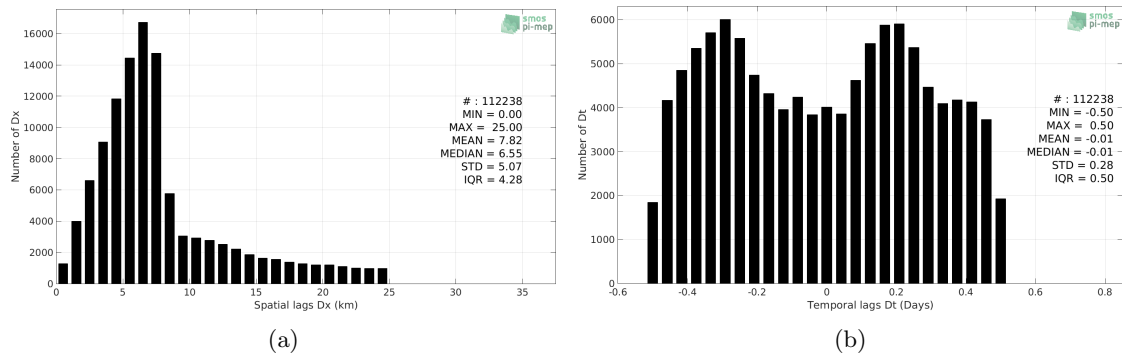 smos
pi-mep
16000
14000
12000
10000
8000
6000
4000
2000
0
Number of Dx
# : 112238
MIN = 0.00
MAX = 25.00
MEAN = 7.82
MEDIAN = 6.55
STD = 5.07
IQR = 4.28
0 5 10 15 20 25 30 35
Spatial lags Dx (km)
(a)
smos
pi-mep
6000
5000
4000
3000
2000
1000
0
Number of Dt
# : 112238
MIN = -0.50
MAX = 0.50
MEAN = -0.01
MEDIAN = -0.01
STD = 0.28
IQR = 0.50
-0.6 -0.4 -0.2 0 0.2 0.4 0.6 0.8
Temporal lags Dt (Days)
(b)